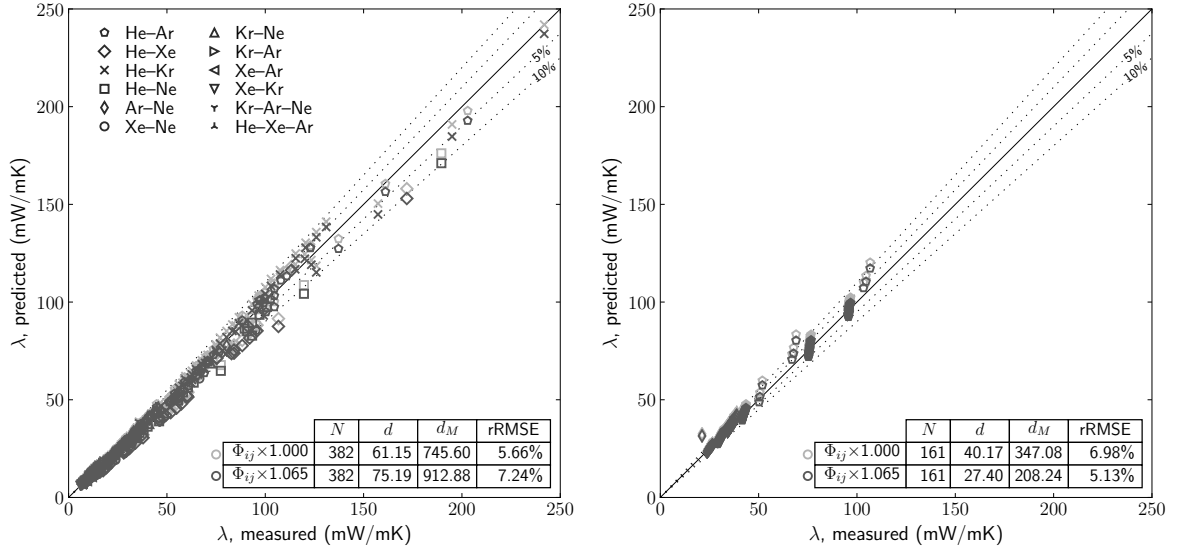 250
200
150
100
50
0
λ, predicted (mW/mK)
He–Ar Kr–Ne
He–Xe Kr–Ar
He–Kr Xe–Ar
He–Ne Xe–Kr
Ar–Ne Kr–Ar–Ne
Xe–Ne He–Xe–Ar
5%
10%
N d d_M rRMSE
Φ_ij×1.000 382 61.15 745.60 5.66%
Φ_ij×1.065 382 75.19 912.88 7.24%
0 50 100 150 200 250
λ, measured (mW/mK)
250
200
150
100
50
0
λ, predicted (mW/mK)
5%
10%
N d d_M rRMSE
Φ_ij×1.000 161 40.17 347.08 6.98%
Φ_ij×1.065 161 27.40 208.24 5.13%
0 50 100 150 200 250
λ, measured (mW/mK)